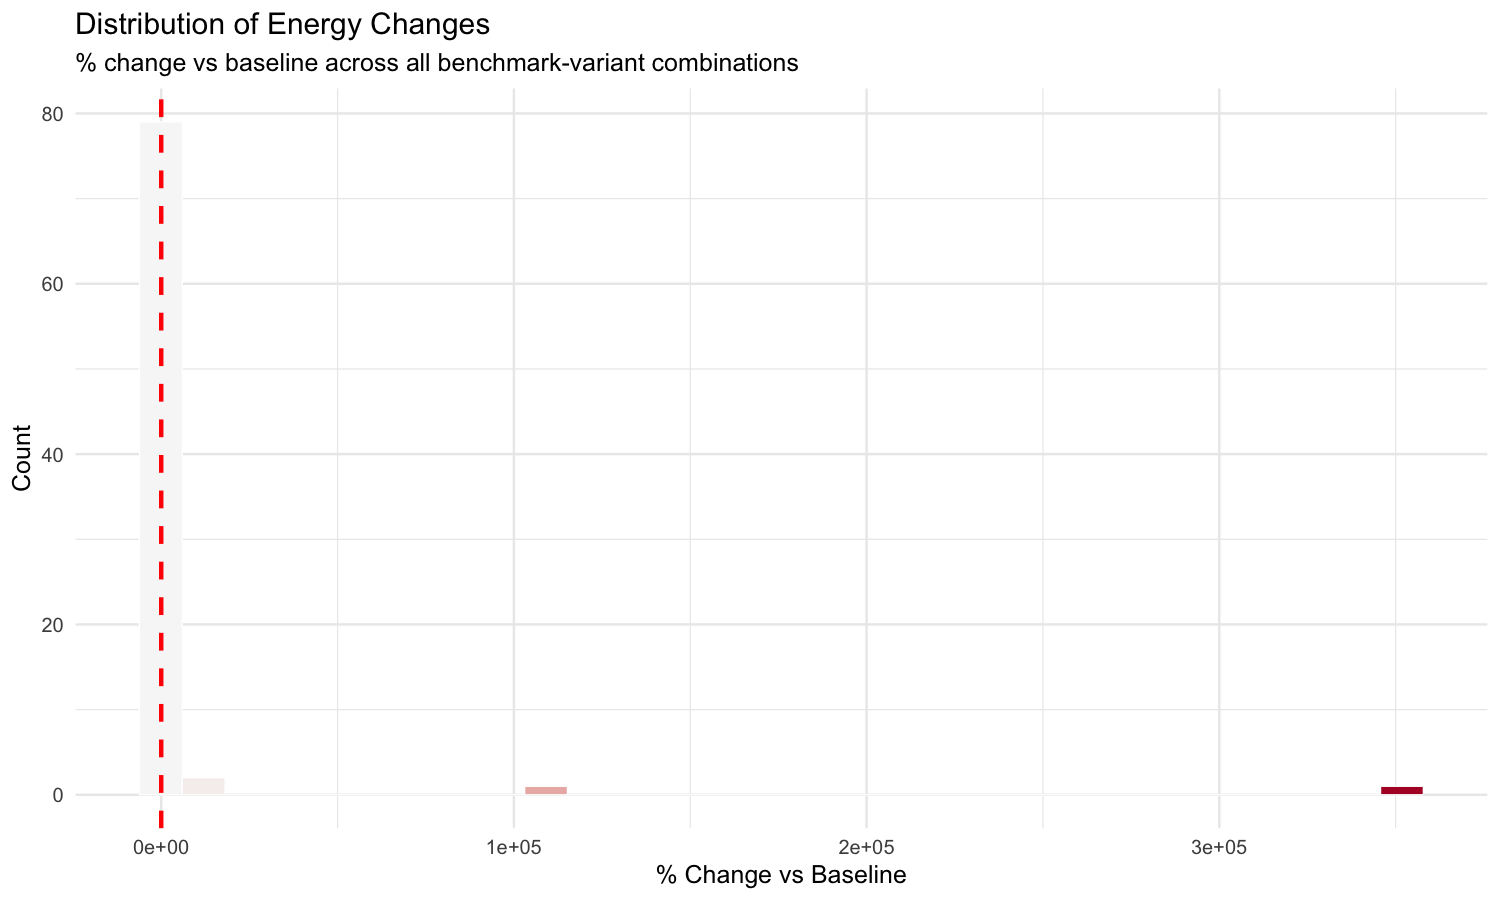 Distribution of Energy Changes
% change vs baseline across all benchmark-variant combinations
80
60
40
20
0
Count
0e+00 1e+05 2e+05 3e+05
% Change vs Baseline